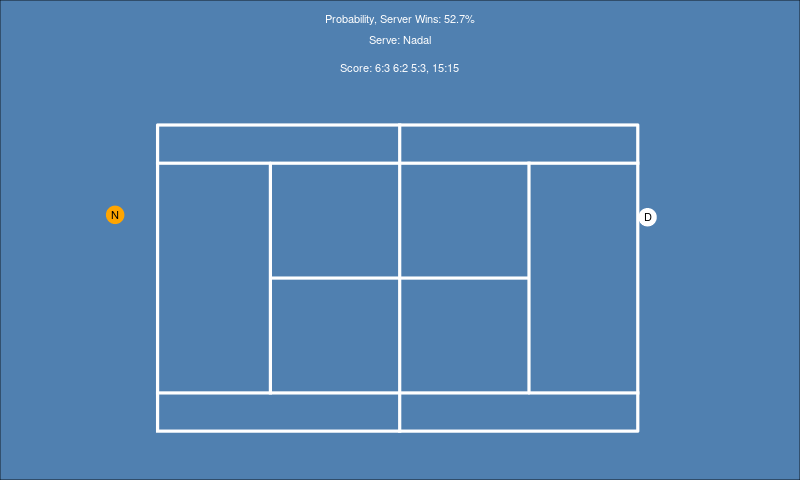 Probability, Server Wins: 52.7%
Serve: Nadal
Score: 6:3 6:2 5:3, 15:15
N
D